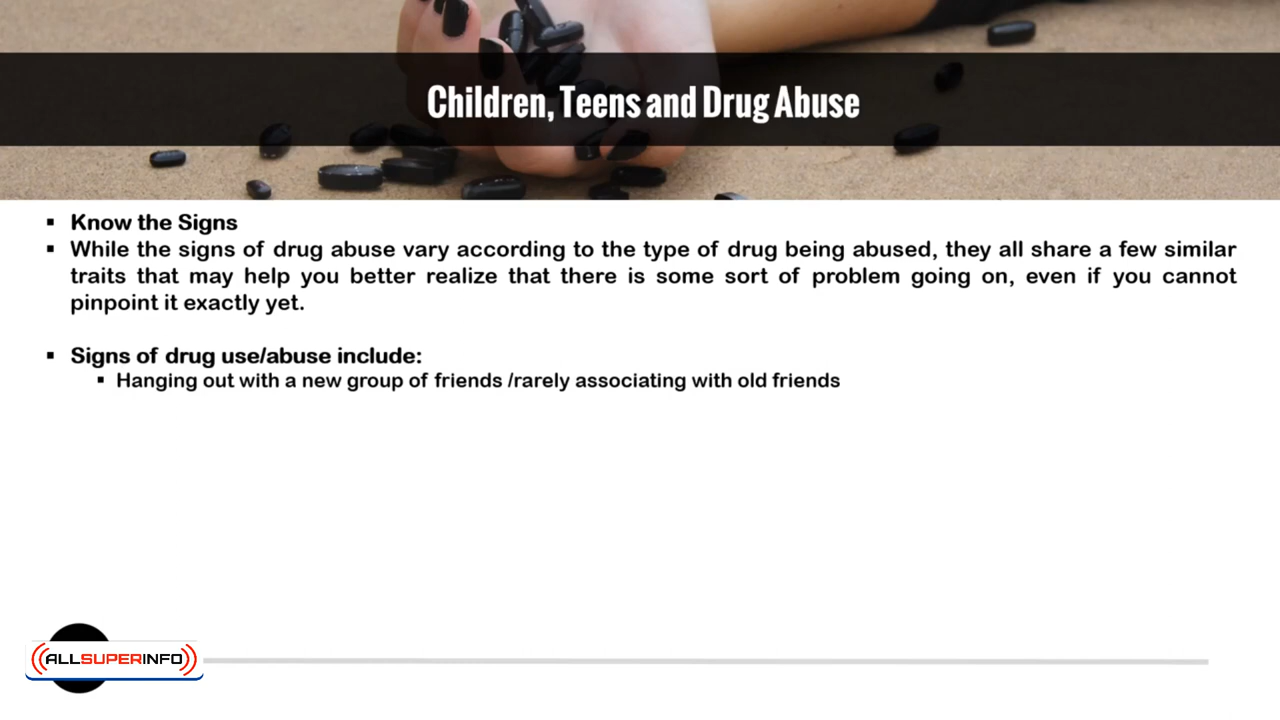 Children, Teens and Drug Abuse
▪ Know the Signs
▪ While the signs of drug abuse vary according to the type of drug being abused, they all share a few similar
traits that may help you better realize that there is some sort of problem going on, even if you cannot
pinpoint it exactly yet.
▪ Signs of drug use/abuse include:
▪ Hanging out with a new group of friends /rarely associating with old friends
ALLSUPERINFO